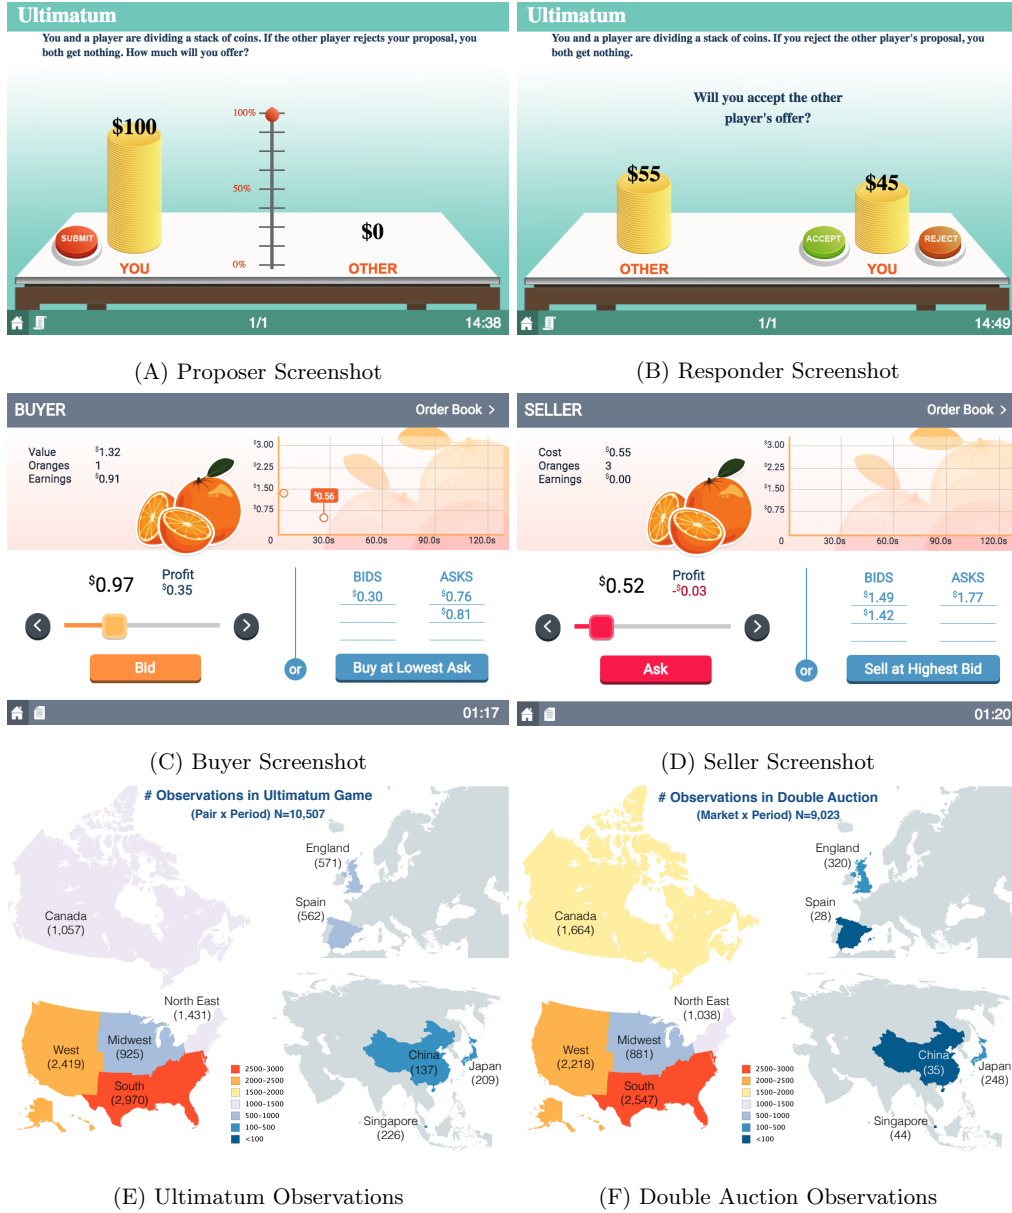 Ultimatum
You and a player are dividing a stack of coins. If the other player rejects your proposal, you
both get nothing. How much will you offer?
$100
100%
50%
0%
$0
SUBMIT
YOU
OTHER
1/1
14:38
(A) Proposer Screenshot
Ultimatum
You and a player are dividing a stack of coins. If you reject the other player's proposal, you
both get nothing.
Will you accept the other
player's offer?
$55
$45
ACCEPT
REJECT
OTHER
YOU
1/1
14:49
(B) Responder Screenshot
BUYER
Order Book >
Value $1.32
Oranges 1
Earnings $0.91
$3.00
$2.25
$1.50
$0.75
$0.56
0 30.0s 60.0s 90.0s 120.0s
$0.97
Profit
$0.35
BIDS ASKS
$0.30 $0.76
$0.81
Bid
or
Buy at Lowest Ask
01:17
(C) Buyer Screenshot
SELLER
Order Book >
Cost $0.55
Oranges 3
Earnings $0.00
$3.00
$2.25
$1.50
$0.75
0 30.0s 60.0s 90.0s 120.0s
$0.52
Profit
-$0.03
BIDS ASKS
$1.49 $1.77
$1.42
Ask
or
Sell at Highest Bid
01:20
(D) Seller Screenshot
# Observations in Ultimatum Game
(Pair x Period) N=10,507
England
(571)
Spain
(562)
Canada
(1,057)
North East
(1,431)
Midwest
(925)
West
(2,419)
South
(2,970)
China
(137)
Japan
(209)
Singapore
(226)
2500-3000
2000-2500
1500-2000
1000-1500
500-1000
100-500
<100
(E) Ultimatum Observations
# Observations in Double Auction
(Market x Period) N=9,023
England
(320)
Spain
(28)
Canada
(1,664)
North East
(1,038)
Midwest
(881)
West
(2,218)
South
(2,547)
China
(35)
Japan
(248)
Singapore
(44)
2500-3000
2000-2500
1500-2000
1000-1500
500-1000
100-500
<100
(F) Double Auction Observations